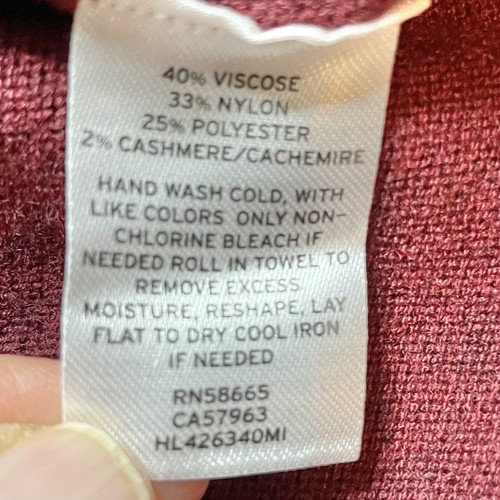 40% VISCOSE
33% NYLON
25% POLYESTER
2% CASHMERE/CACHEMIRE
HAND WASH COLD, WITH
LIKE COLORS ONLY NON-
CHLORINE BLEACH IF
NEEDED ROLL IN TOWEL TO
REMOVE EXCESS
MOISTURE, RESHAPE, LAY
FLAT TO DRY COOL IRON
IF NEEDED
RN58665
CA57963
HL426340MI